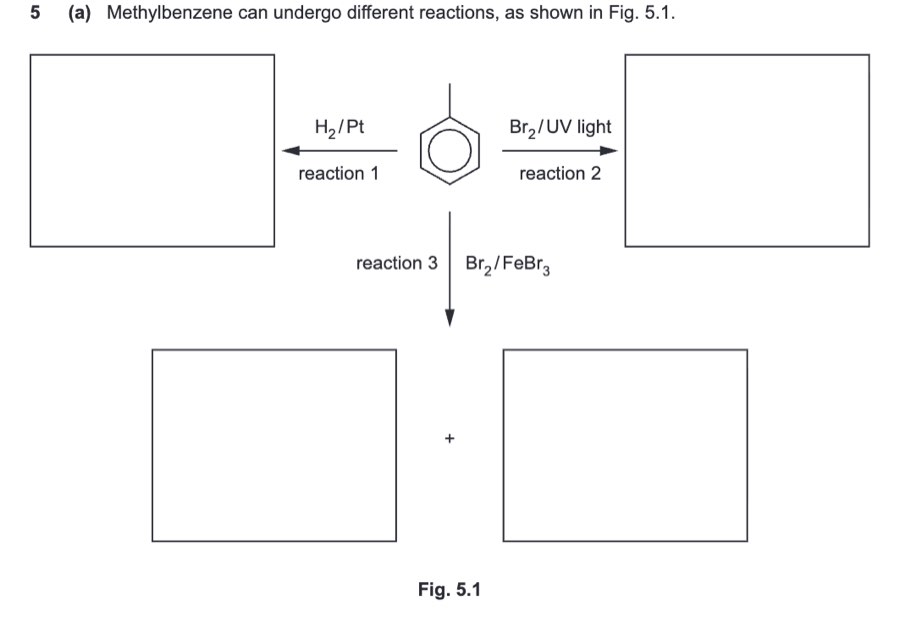 5 (a) Methylbenzene can undergo different reactions, as shown in Fig. 5.1.
H₂/Pt
Br₂/UV light
reaction 1
reaction 2
reaction 3
Br₂/FeBr₃
+
Fig. 5.1